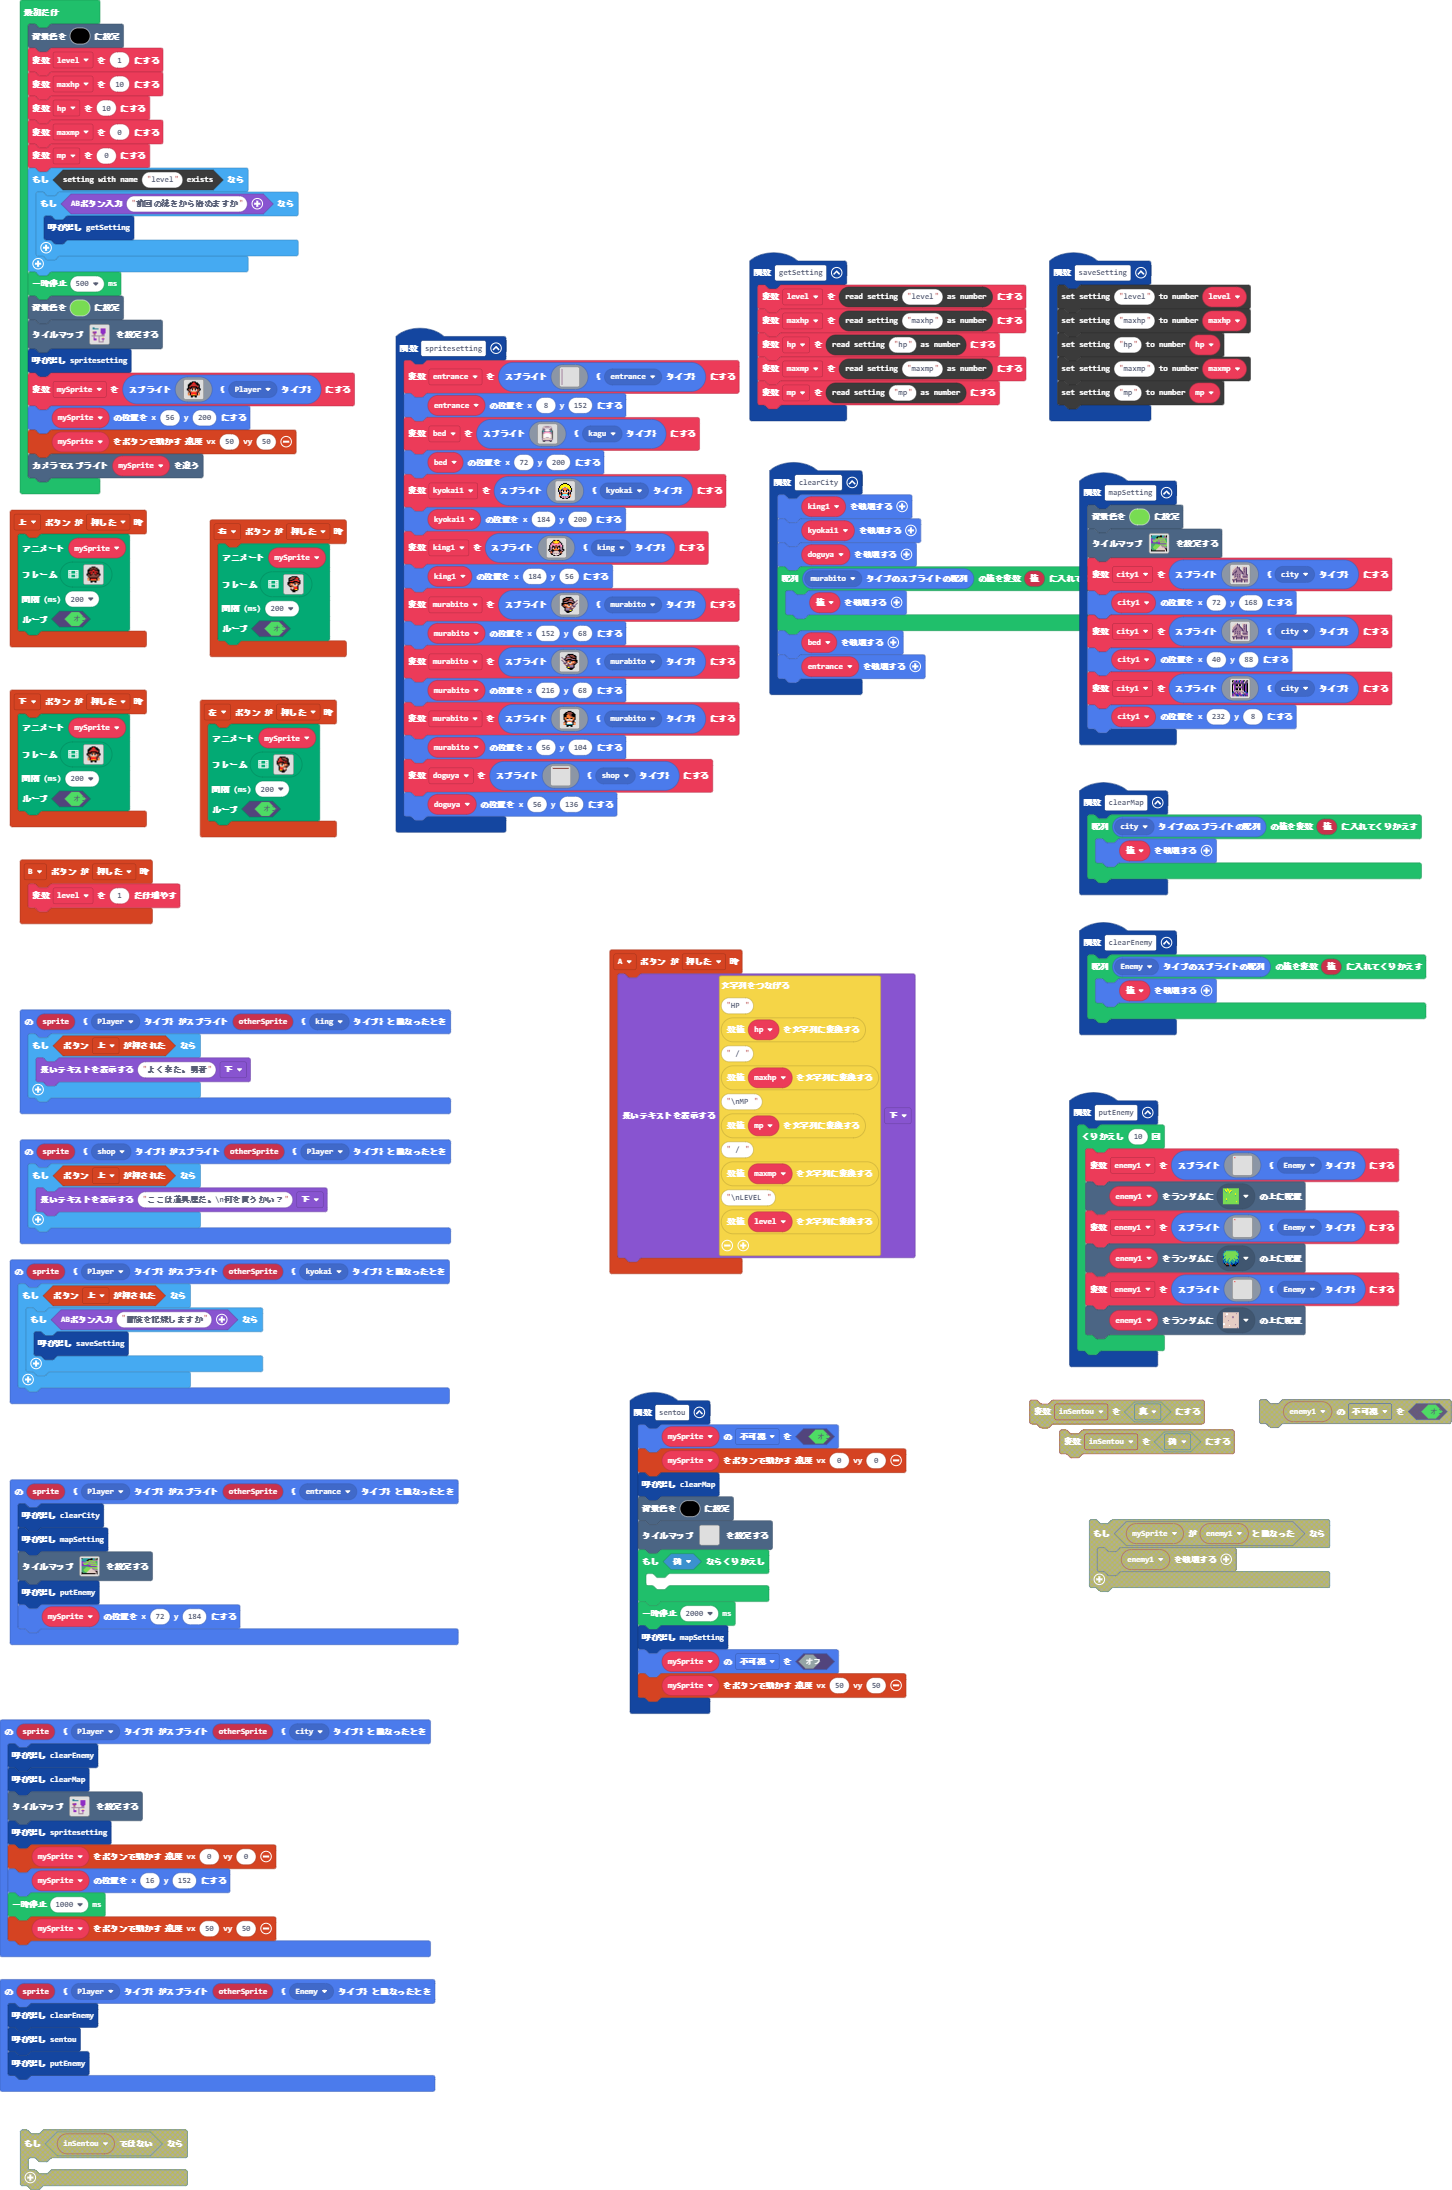 最初だけ
背景色を に設定
変数 level を 1 にする
変数 maxhp を 10 にする
変数 hp を 10 にする
変数 maxmp を 0 にする
変数 mp を 0 にする
もし setting with name "level" exists なら
もし ABボタン入力 "前回の続きから始めますか" なら
呼び出し getSetting
一時停止 500 ms
背景色を に設定
タイルマップ を設定する
呼び出し spritesetting
変数 mySprite を スプライト ( Player タイプ) にする
mySprite の位置を x 56 y 200 にする
mySprite をボタンで動かす 速度 vx 50 vy 50
カメラでスプライト mySprite を追う
上 ボタン が 押した 時
アニメート mySprite
フレーム
間隔 (ms) 200
ループ オ
右 ボタン が 押した 時
アニメート mySprite
フレーム
間隔 (ms) 200
ループ オ
下 ボタン が 押した 時
アニメート mySprite
フレーム
間隔 (ms) 200
ループ オ
左 ボタン が 押した 時
アニメート mySprite
フレーム
間隔 (ms) 200
ループ オ
B ボタン が 押した 時
変数 level を 1 だけ増やす
関数 spritesetting
変数 entrance を スプライト ( entrance タイプ) にする
entrance の位置を x 8 y 152 にする
変数 bed を スプライト ( kagu タイプ) にする
bed の位置を x 72 y 200 にする
変数 kyokai1 を スプライト ( kyokai タイプ) にする
kyokai1 の位置を x 184 y 200 にする
変数 king1 を スプライト ( king タイプ) にする
king1 の位置を x 184 y 56 にする
変数 murabito を スプライト ( murabito タイプ) にする
murabito の位置を x 152 y 68 にする
変数 murabito を スプライト ( murabito タイプ) にする
murabito の位置を x 216 y 68 にする
変数 murabito を スプライト ( murabito タイプ) にする
murabito の位置を x 56 y 104 にする
変数 doguya を スプライト ( shop タイプ) にする
doguya の位置を x 56 y 136 にする
関数 getSetting
変数 level を read setting "level" as number にする
変数 maxhp を read setting "maxhp" as number にする
変数 hp を read setting "hp" as number にする
変数 maxmp を read setting "maxmp" as number にする
変数 mp を read setting "mp" as number にする
関数 saveSetting
set setting "level" to number level
set setting "maxhp" to number maxhp
set setting "hp" to number hp
set setting "maxmp" to number maxmp
set setting "mp" to number mp
関数 clearCity
king1 を破壊する
kyokai1 を破壊する
doguya を破壊する
配列 murabito タイプのスプライトの配列 の値を変数 値 に入れて
値 を破壊する
bed を破壊する
entrance を破壊する
関数 mapSetting
背景色を に設定
タイルマップ を設定する
変数 city1 を スプライト ( city タイプ) にする
city1 の位置を x 72 y 168 にする
変数 city1 を スプライト ( city タイプ) にする
city1 の位置を x 40 y 88 にする
変数 city1 を スプライト ( city タイプ) にする
city1 の位置を x 232 y 8 にする
関数 clearMap
配列 city タイプのスプライトの配列 の値を変数 値 に入れてくりかえす
値 を破壊する
関数 clearEnemy
配列 Enemy タイプのスプライトの配列 の値を変数 値 に入れてくりかえす
値 を破壊する
A ボタン が 押した 時
長いテキストを表示する 文字列をつなげる 下
"HP "
数値 hp を文字列に変換する
" / "
数値 maxhp を文字列に変換する
"\nMP "
数値 mp を文字列に変換する
" / "
数値 maxmp を文字列に変換する
"\nLEVEL "
数値 level を文字列に変換する
関数 putEnemy
くりかえし 10 回
変数 enemy1 を スプライト ( Enemy タイプ) にする
enemy1 をランダムに の上に配置
変数 enemy1 を スプライト ( Enemy タイプ) にする
enemy1 をランダムに の上に配置
変数 enemy1 を スプライト ( Enemy タイプ) にする
enemy1 をランダムに の上に配置
の sprite ( Player タイプ) がスプライト otherSprite ( king タイプ) と重なったとき
もし ボタン 上 が押された なら
長いテキストを表示する "よく来た。勇者" 下
の sprite ( shop タイプ) がスプライト otherSprite ( Player タイプ) と重なったとき
もし ボタン 上 が押された なら
長いテキストを表示する "ここは道具屋だ。\n何を買うかい？" 下
の sprite ( Player タイプ) がスプライト otherSprite ( kyokai タイプ) と重なったとき
もし ボタン 上 が押された なら
もし ABボタン入力 "冒険を記録しますか" なら
呼び出し saveSetting
の sprite ( Player タイプ) がスプライト otherSprite ( entrance タイプ) と重なったとき
呼び出し clearCity
呼び出し mapSetting
タイルマップ を設定する
呼び出し putEnemy
mySprite の位置を x 72 y 184 にする
関数 sentou
mySprite の 不可視 を オ
mySprite をボタンで動かす 速度 vx 0 vy 0
呼び出し clearMap
背景色を に設定
タイルマップ を設定する
もし 偽 ならくりかえし
一時停止 2000 ms
呼び出し mapSetting
mySprite の 不可視 を オフ
mySprite をボタンで動かす 速度 vx 50 vy 50
変数 inSentou を 真 にする
変数 inSentou を 偽 にする
enemy1 の 不可視 を オ
もし mySprite が enemy1 と重なった なら
enemy1 を破壊する
の sprite ( Player タイプ) がスプライト otherSprite ( city タイプ) と重なったとき
呼び出し clearEnemy
呼び出し clearMap
タイルマップ を設定する
呼び出し spritesetting
mySprite をボタンで動かす 速度 vx 0 vy 0
mySprite の位置を x 16 y 152 にする
一時停止 1000 ms
mySprite をボタンで動かす 速度 vx 50 vy 50
の sprite ( Player タイプ) がスプライト otherSprite ( Enemy タイプ) と重なったとき
呼び出し clearEnemy
呼び出し sentou
呼び出し putEnemy
もし inSentou ではない なら